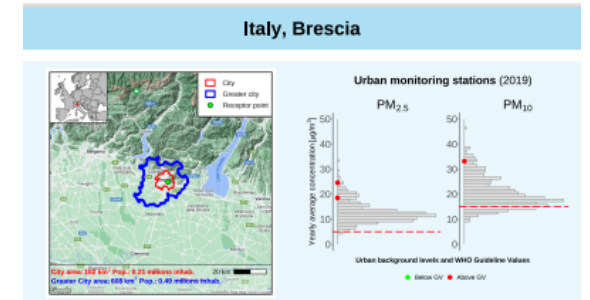 Italy, Brescia
City
Greater city
Receptor point
City area: 102 km² Pop.: 0.21 millions inhab.
Greater City area: 668 km² Pop.: 0.49 millions inhab.
20 km
Urban monitoring stations (2019)
PM2.5
PM10
Yearly average concentration [µg/m³]
50
40
30
20
10
0
50
40
30
20
10
0
Urban background levels and WHO Guideline Values
Below GV
Above GV